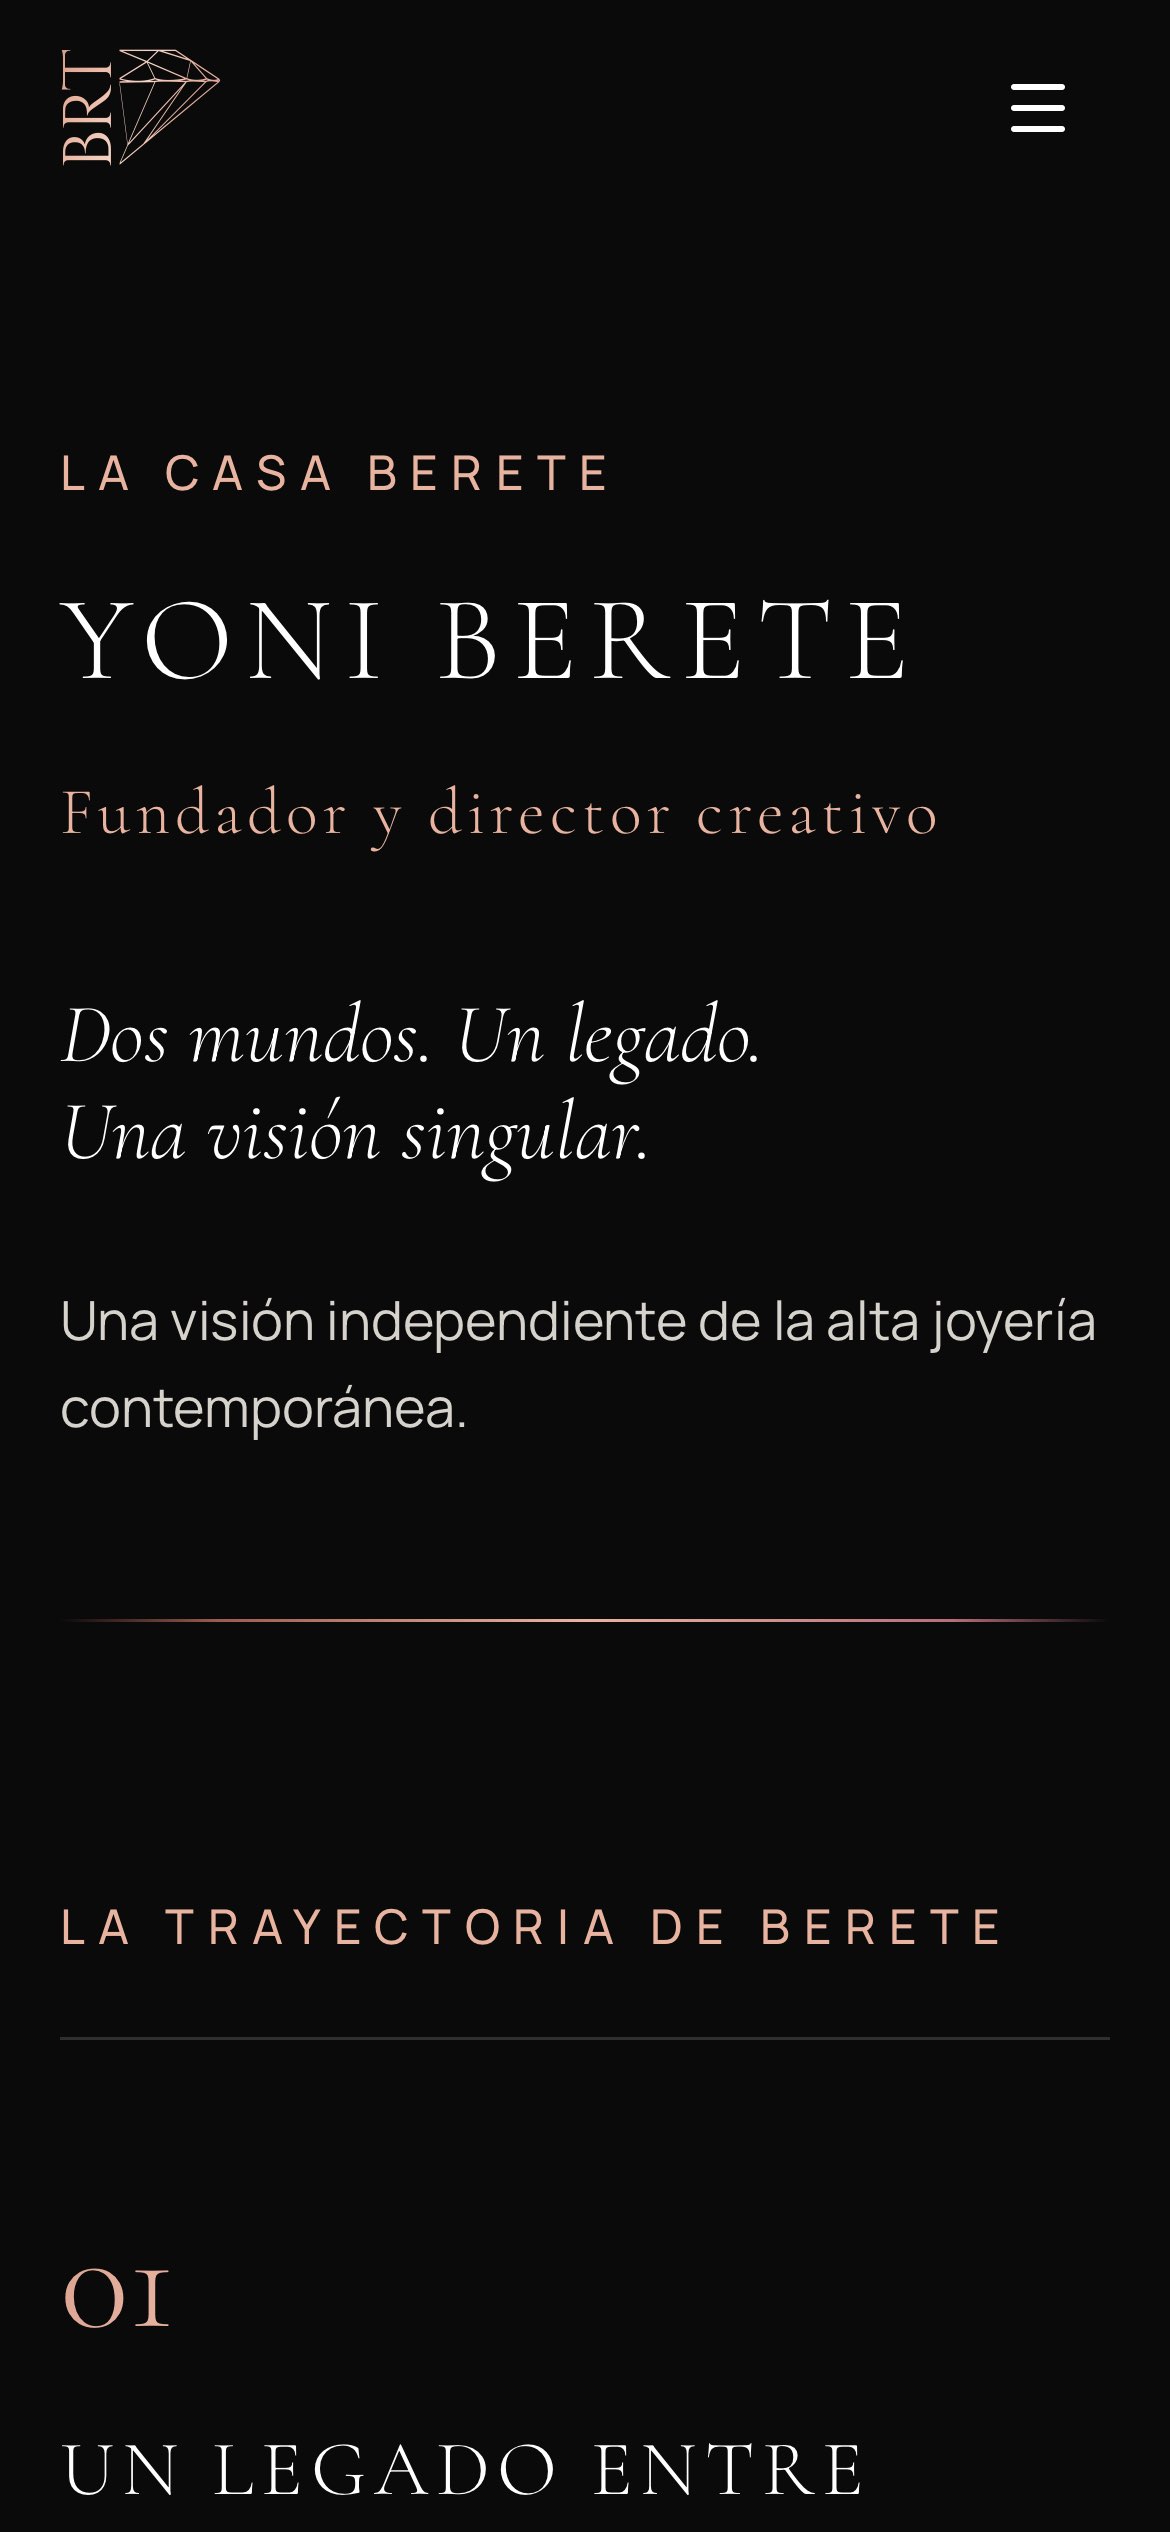 BRT
LA CASA BERETE
YONI BERETE
Fundador y director creativo
Dos mundos. Un legado.
Una visión singular.
Una visión independiente de la alta joyería
contemporánea.
LA TRAYECTORIA DE BERETE
01
UN LEGADO ENTRE